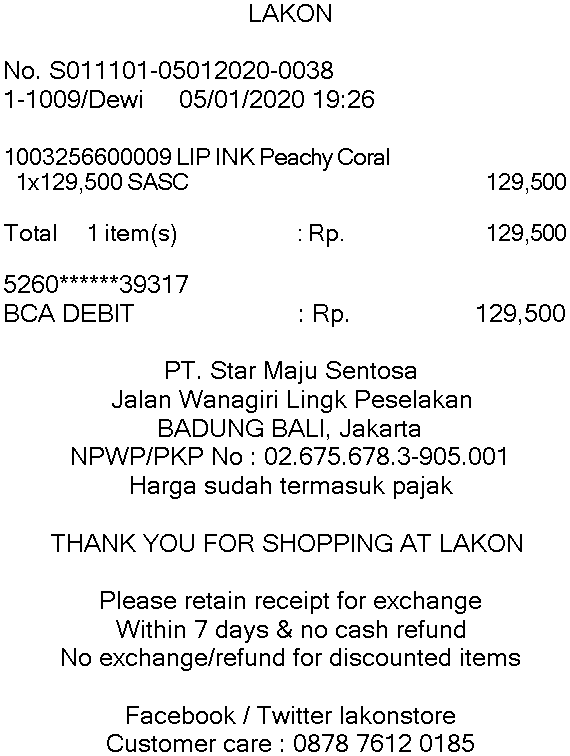 LAKON
No. S011101-05012020-0038
1-1009/Dewi 05/01/2020 19:26
1003256600009 LIP INK Peachy Coral
1x129,500 SASC 129,500
Total 1 item(s) : Rp. 129,500
5260******39317
BCA DEBIT : Rp. 129,500
PT. Star Maju Sentosa
Jalan Wanagiri Lingk Peselakan
BADUNG BALI, Jakarta
NPWP/PKP No : 02.675.678.3-905.001
Harga sudah termasuk pajak
THANK YOU FOR SHOPPING AT LAKON
Please retain receipt for exchange
Within 7 days & no cash refund
No exchange/refund for discounted items
Facebook / Twitter lakonstore
Customer care : 0878 7612 0185